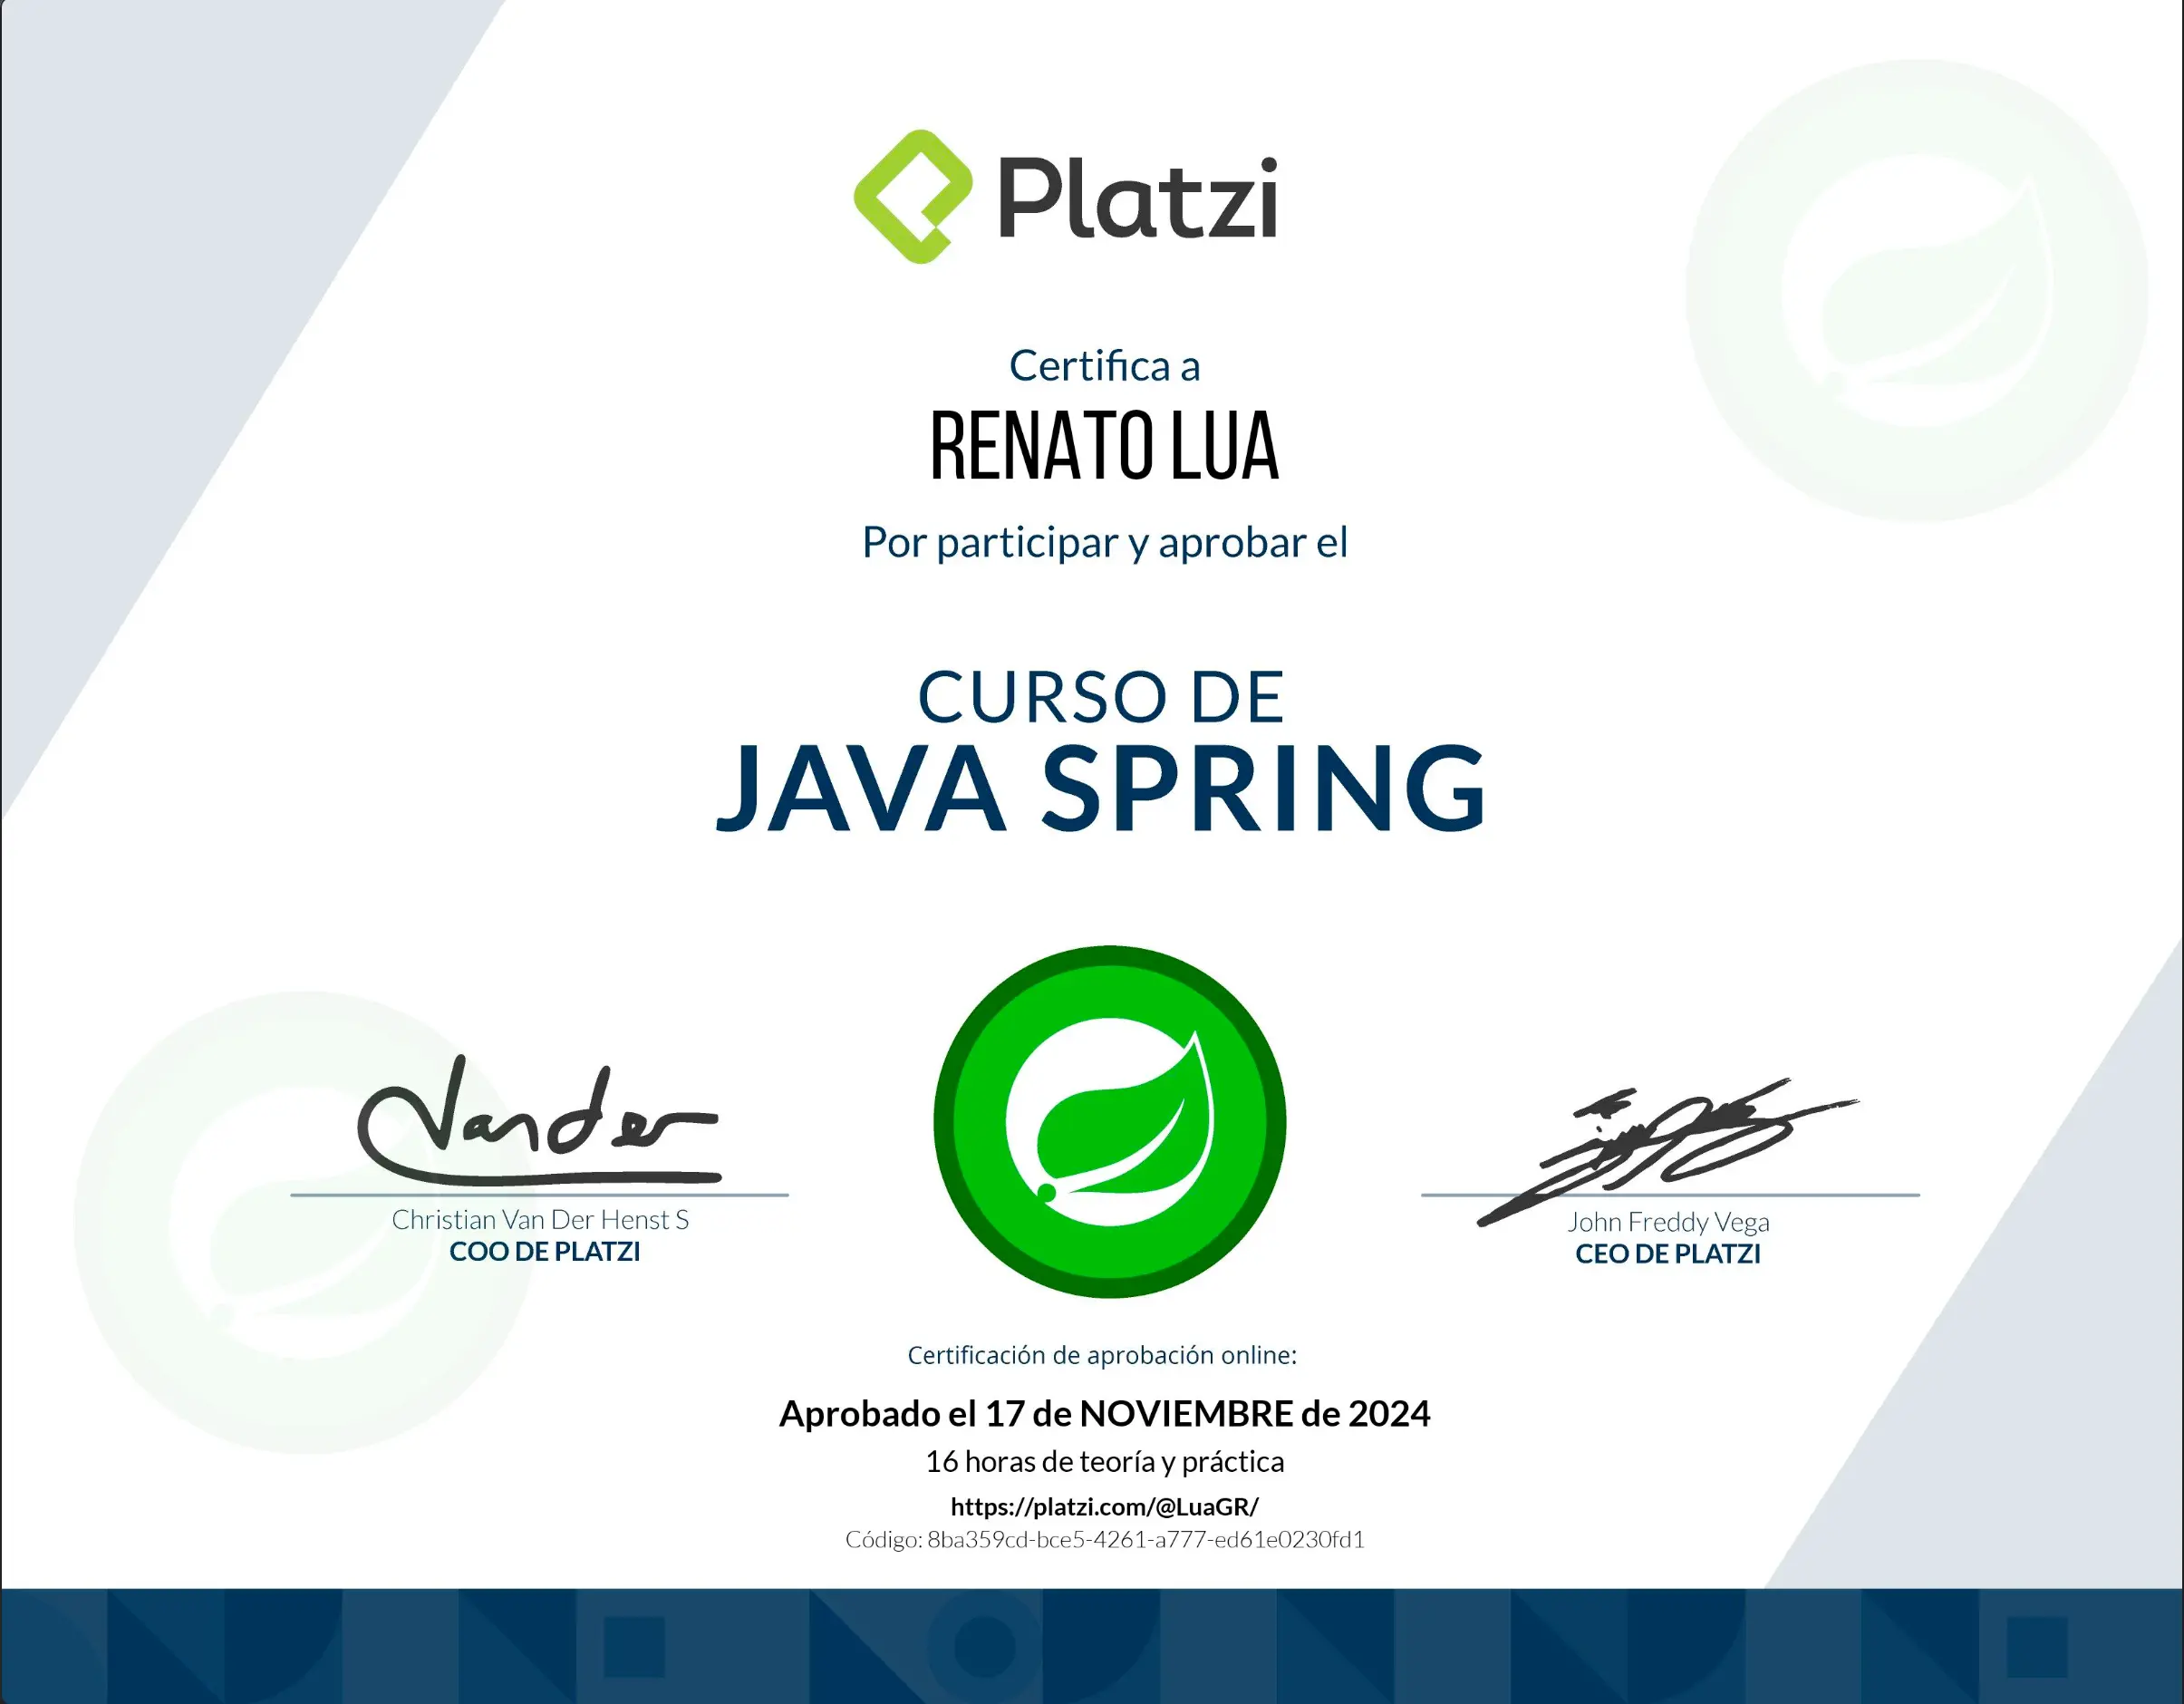 Platzi
Certifica a
RENATO LUA
Por participar y aprobar el
CURSO DE
JAVA SPRING
Vander
Christian Van Der Henst S
COO DE PLATZI
John Freddy Vega
CEO DE PLATZI
Certificación de aprobación online:
Aprobado el 17 de NOVIEMBRE de 2024
16 horas de teoría y práctica
https://platzi.com/@LuaGR/
Código: 8ba359cd-bce5-4261-a777-ed61e0230fd1